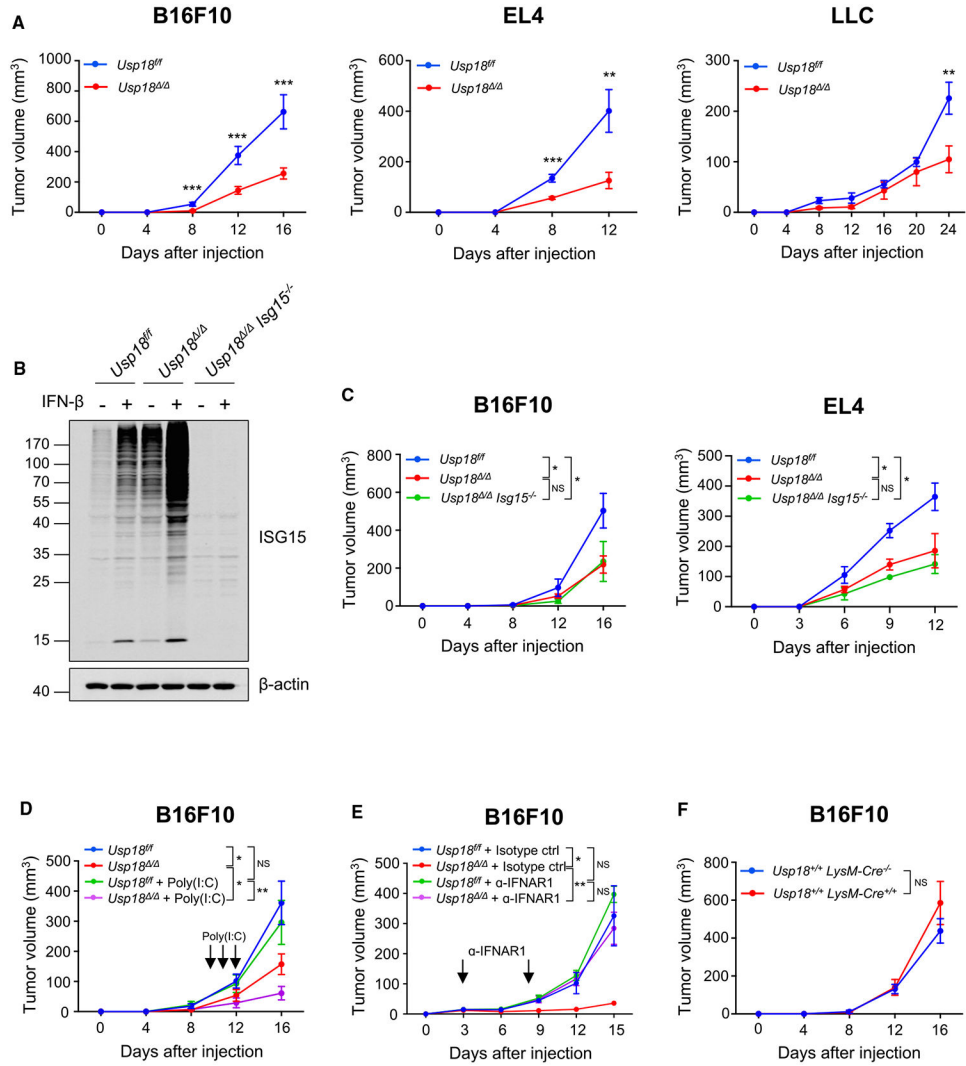 A
B16F10
Tumor volume (mm³)
1000
800
600
400
200
0
Usp18f/f
Usp18Δ/Δ
***
***
***
0 4 8 12 16
Days after injection
EL4
Tumor volume (mm³)
600
400
200
0
Usp18f/f
Usp18Δ/Δ
***
**
0 4 8 12
Days after injection
LLC
Tumor volume (mm³)
300
200
100
0
Usp18f/f
Usp18Δ/Δ
**
0 4 8 12 16 20 24
Days after injection
B
Usp18f/f
Usp18Δ/Δ
Usp18Δ/Δ Isg15-/-
IFN-β - + - + - +
170
100
70
55
40
35
25
15
ISG15
40
β-actin
C
B16F10
Tumor volume (mm³)
800
600
400
200
0
Usp18f/f
Usp18Δ/Δ
Usp18Δ/Δ Isg15-/-
*
NS
*
0 4 8 12 16
Days after injection
EL4
Tumor volume (mm³)
500
400
300
200
100
0
Usp18f/f
Usp18Δ/Δ
Usp18Δ/Δ Isg15-/-
*
NS
*
0 3 6 9 12
Days after injection
D
B16F10
Tumor volume (mm³)
500
400
300
200
100
0
Usp18f/f
Usp18Δ/Δ
Usp18f/f + Poly(I:C)
Usp18Δ/Δ + Poly(I:C)
*
*
NS
**
Poly(I:C)
0 4 8 12 16
Days after injection
E
B16F10
Tumor volume (mm³)
500
400
300
200
100
0
Usp18f/f + Isotype ctrl
Usp18Δ/Δ + Isotype ctrl
Usp18f/f + α-IFNAR1
Usp18Δ/Δ + α-IFNAR1
*
**
NS
NS
α-IFNAR1
0 3 6 9 12 15
Days after injection
F
B16F10
Tumor volume (mm³)
800
600
400
200
0
Usp18+/+ LysM-Cre-/-
Usp18+/+ LysM-Cre+/+
NS
0 4 8 12 16
Days after injection